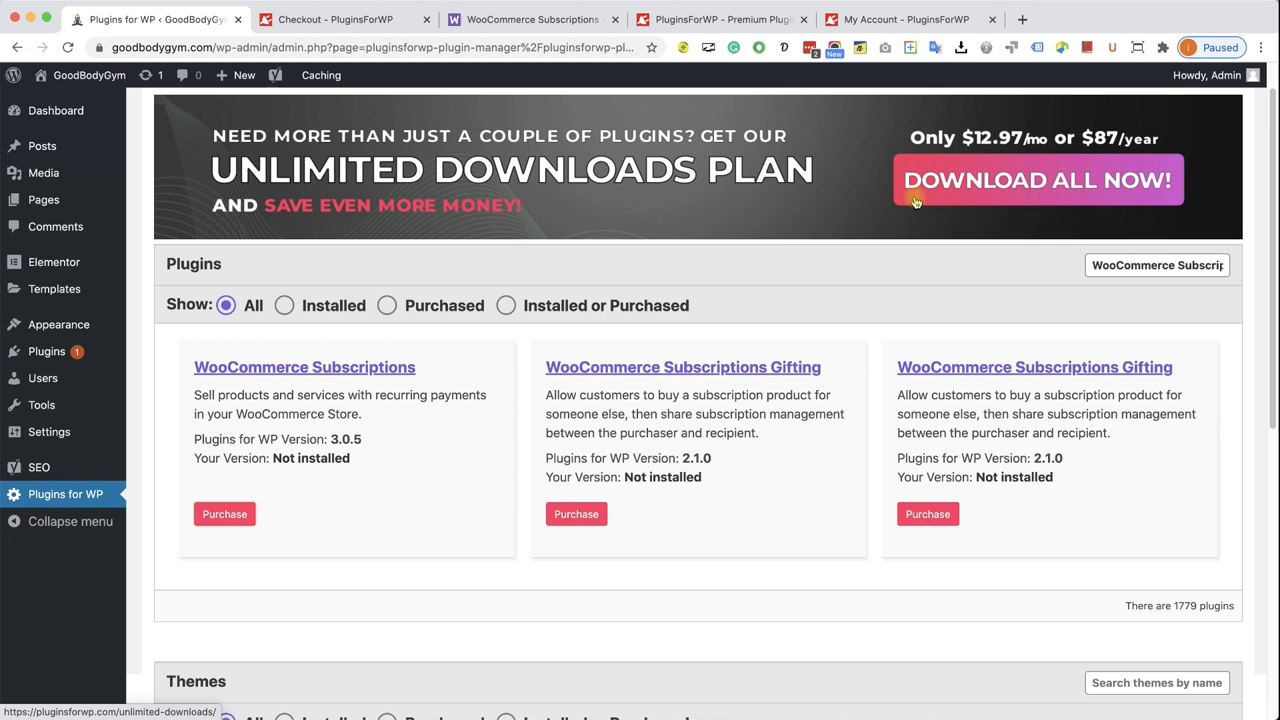 Plugins for WP ‹ GoodBodyGy
Checkout - PluginsForWP
WooCommerce Subscriptions -
PluginsForWP - Premium Plugi
My Account - PluginsForWP
goodbodygym.com/wp-admin/admin.php?page=pluginsforwp-plugin-manager%2Fpluginsforwp-pl...
2
New
Paused
GoodBodyGym
1
0
New
Caching
Howdy, Admin
Dashboard
Posts
Media
Pages
Comments
Elementor
Templates
Appearance
Plugins 1
Users
Tools
Settings
SEO
Plugins for WP
Collapse menu
NEED MORE THAN JUST A COUPLE OF PLUGINS? GET OUR
UNLIMITED DOWNLOADS PLAN
AND SAVE EVEN MORE MONEY!
Only $12.97/mo or $87/year
DOWNLOAD ALL NOW!
Plugins
WooCommerce Subscrip
Show: All Installed Purchased Installed or Purchased
WooCommerce Subscriptions
Sell products and services with recurring payments
in your WooCommerce Store.
Plugins for WP Version: 3.0.5
Your Version: Not installed
Purchase
WooCommerce Subscriptions Gifting
Allow customers to buy a subscription product for
someone else, then share subscription management
between the purchaser and recipient.
Plugins for WP Version: 2.1.0
Your Version: Not installed
Purchase
WooCommerce Subscriptions Gifting
Allow customers to buy a subscription product for
someone else, then share subscription management
between the purchaser and recipient.
Plugins for WP Version: 2.1.0
Your Version: Not installed
Purchase
There are 1779 plugins
Themes
Search themes by name
https://pluginsforwp.com/unlimited-downloads/